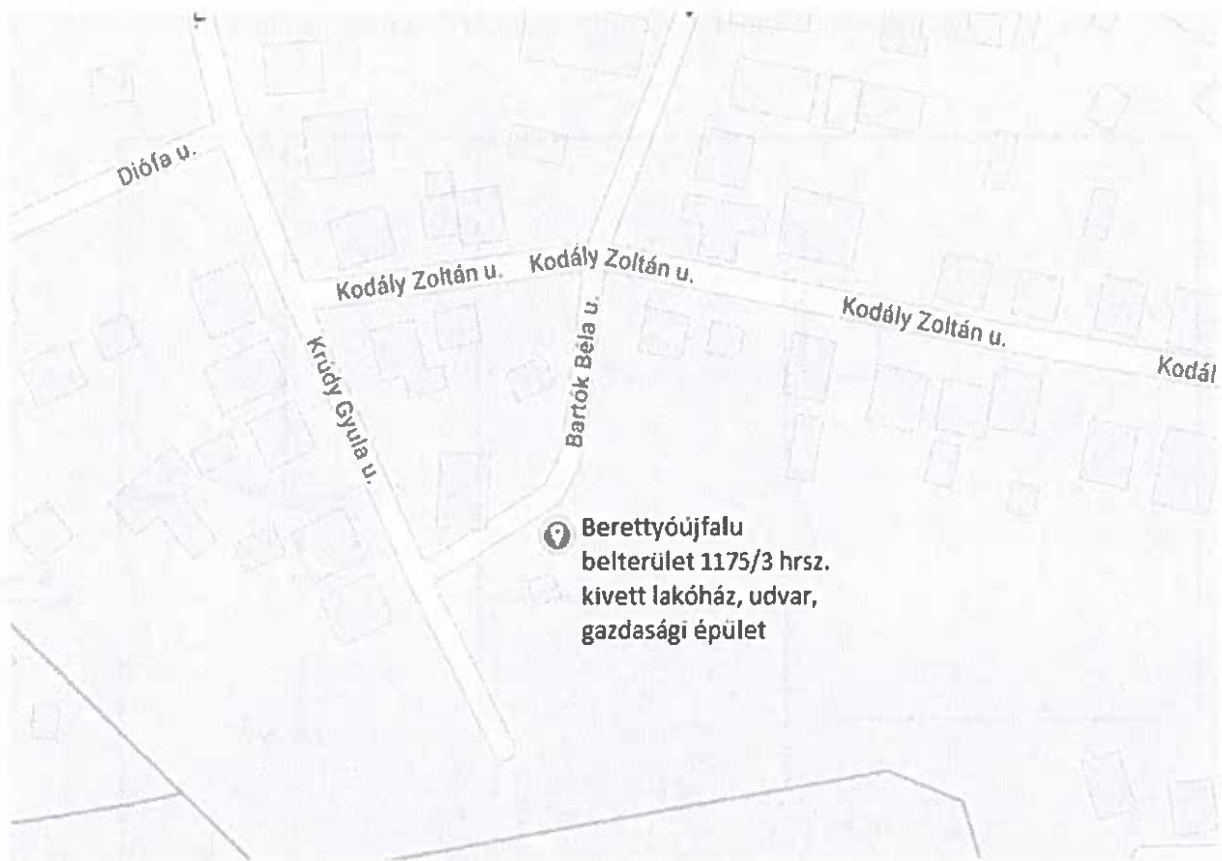 Diófa u.
Kodály Zoltán u.
Kodály Zoltán u.
Kodály Zoltán u.
Kodál
Krúdy Gyula u.
Bartók Béla u.
Berettyóújfalu
belterület 1175/3 hrsz.
kivett lakóház, udvar,
gazdasági épület